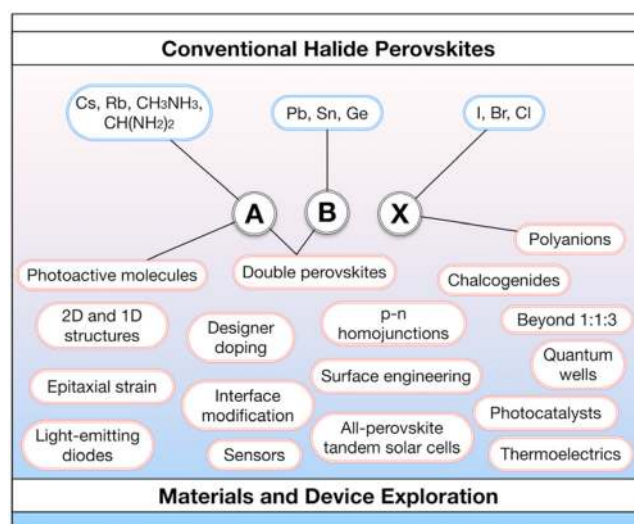 Conventional Halide Perovskites
Cs, Rb, CH3NH3,
CH(NH2)2
Pb, Sn, Ge
I, Br, Cl
A
B
X
Polyanions
Photoactive molecules
Double perovskites
Chalcogenides
2D and 1D
structures
Designer
doping
p-n
homojunctions
Beyond 1:1:3
Quantum
wells
Epitaxial strain
Interface
modification
Surface engineering
Photocatalysts
Light-emitting
diodes
Sensors
All-perovskite
tandem solar cells
Thermoelectrics
Materials and Device Exploration